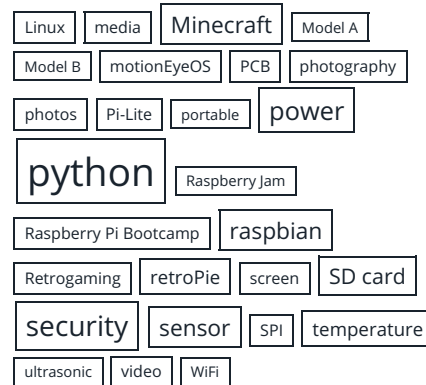 Linux media Minecraft Model A
Model B motionEyeOS PCB photography
photos Pi-Lite portable power
python Raspberry Jam
Raspberry Pi Bootcamp raspbian
Retrogaming retroPie screen SD card
security sensor SPI temperature
ultrasonic video WiFi